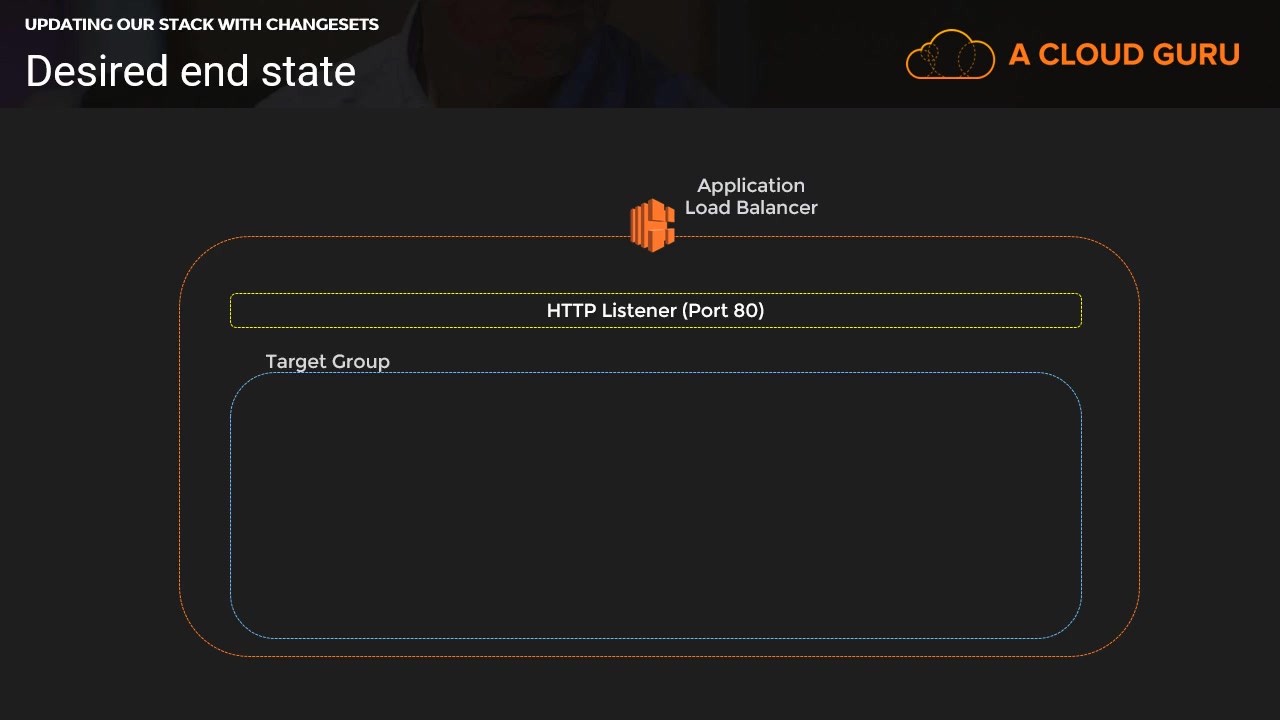 UPDATING OUR STACK WITH CHANGESETS
Desired end state
A CLOUD GURU
Application
Load Balancer
HTTP Listener (Port 80)
Target Group